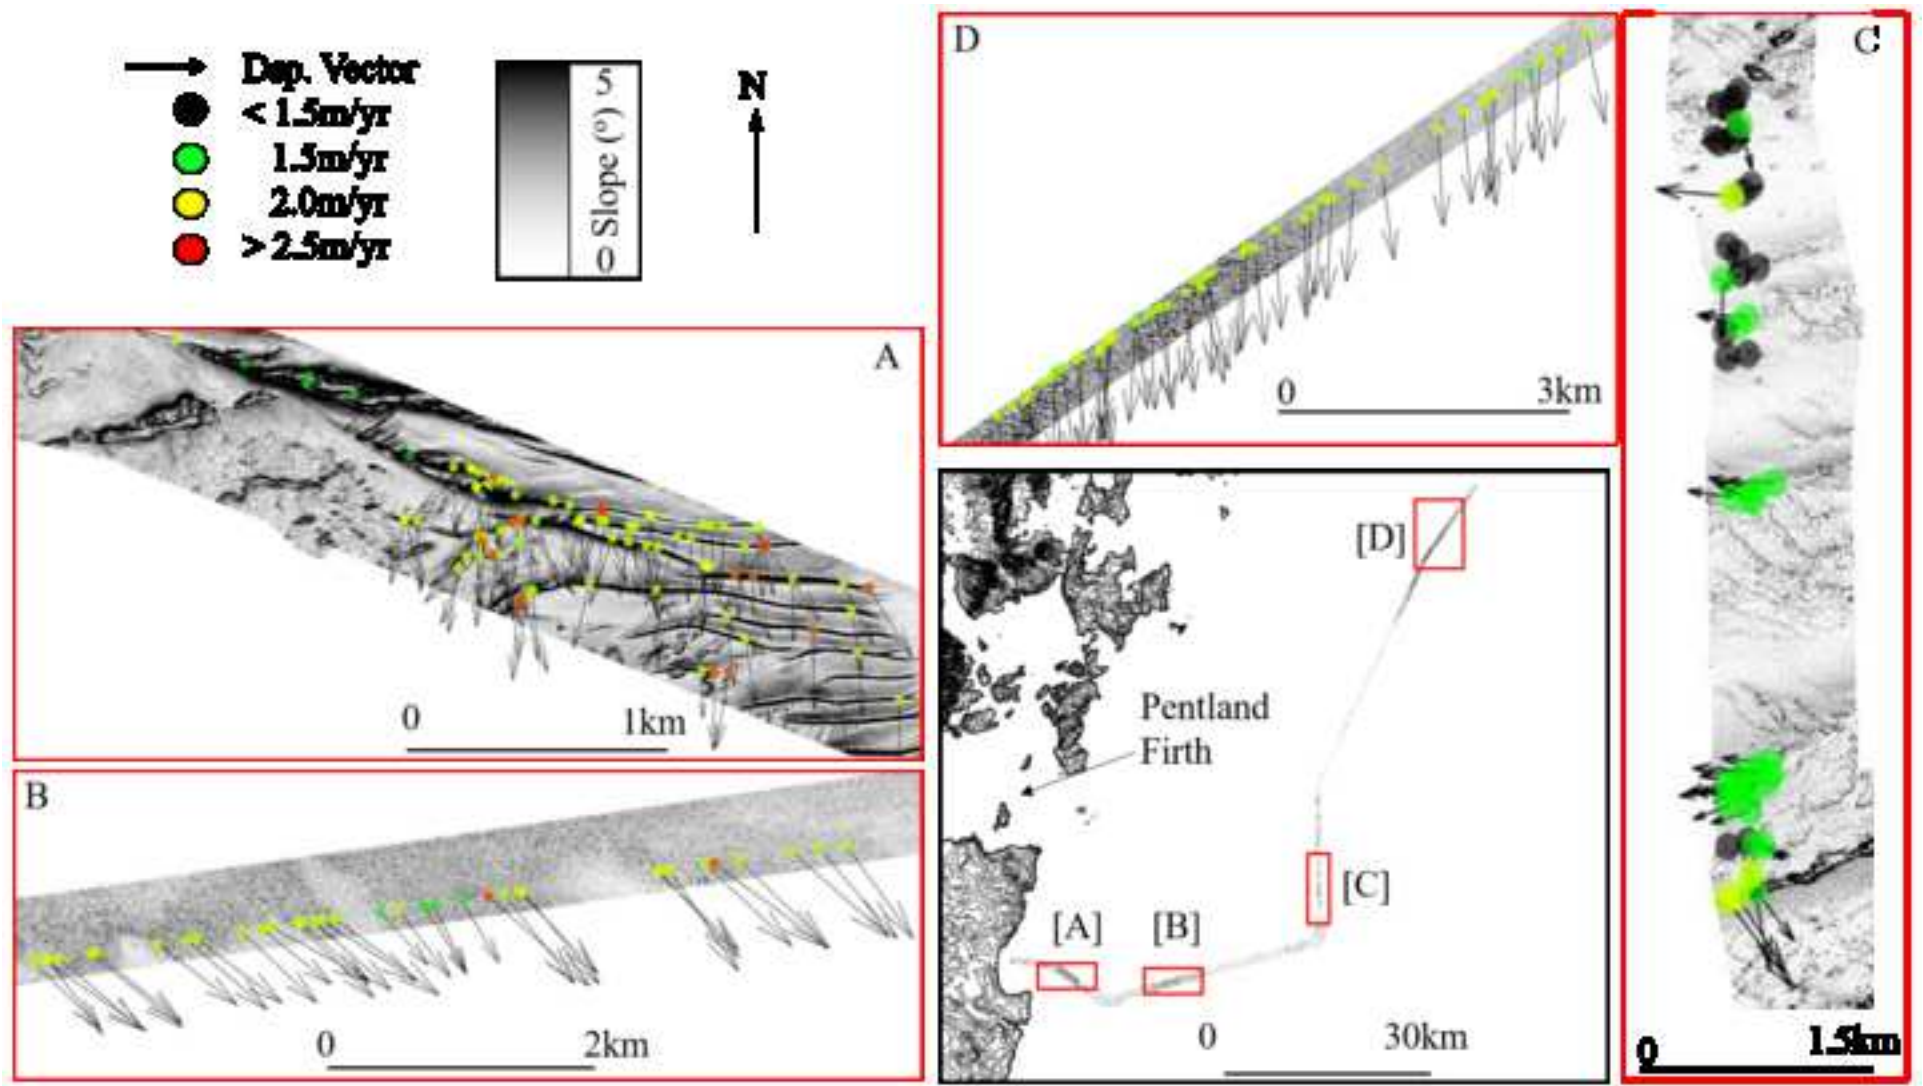 Dsp. Vector
< 1.5m/yr
1.5m/yr
2.0m/yr
> 2.5m/yr
5
0 Slope (º)
N
A
0 1km
B
0 2km
D
0 3km
[D]
Pentland
Firth
[C]
[A] [B]
0 30km
C
0 1.5km